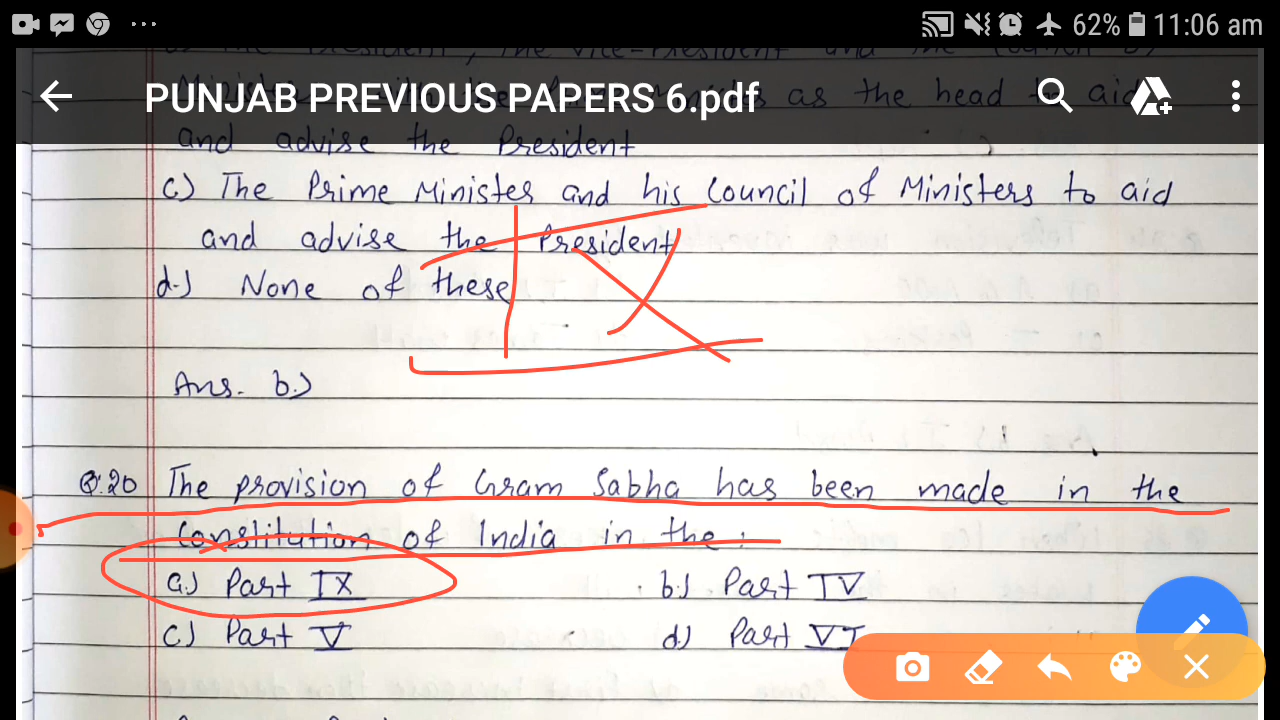 62% 11:06 am
PUNJAB PREVIOUS PAPERS 6.pdf
as the head to aid
and advise the President
c.) The Prime Minister and his Council of Ministers to aid
and advise the President
d.) None of these
IX
Ans. b.)
Q.20 The provision of Gram Sabha has been made in the
Constitution of India in the :
a.) Part IX b.) Part IV
c.) Part V d.) Part VI